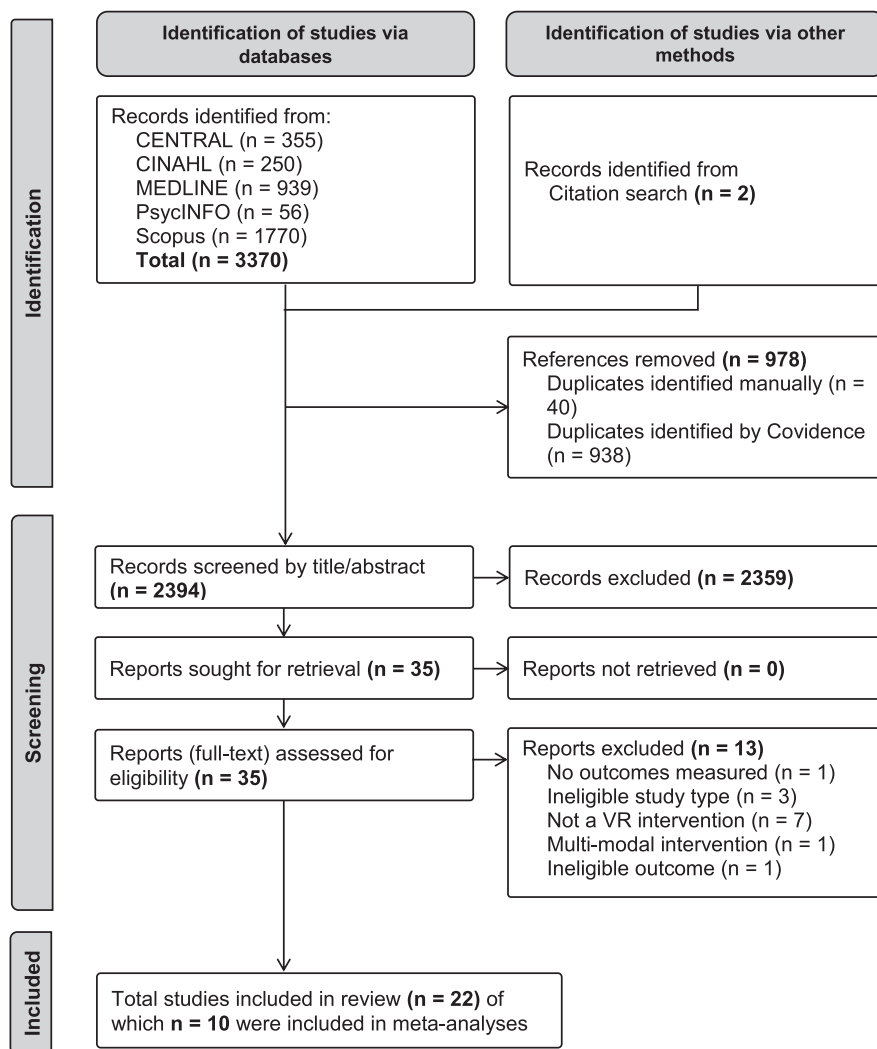 Identification of studies via
databases
Identification of studies via other
methods
Identification
Records identified from:
CENTRAL (n = 355)
CINAHL (n = 250)
MEDLINE (n = 939)
PsycINFO (n = 56)
Scopus (n = 1770)
Total (n = 3370)
Records identified from
Citation search (n = 2)
References removed (n = 978)
Duplicates identified manually (n =
40)
Duplicates identified by Covidence
(n = 938)
Screening
Records screened by title/abstract
(n = 2394)
Records excluded (n = 2359)
Reports sought for retrieval (n = 35)
Reports not retrieved (n = 0)
Reports (full-text) assessed for
eligibility (n = 35)
Reports excluded (n = 13)
No outcomes measured (n = 1)
Ineligible study type (n = 3)
Not a VR intervention (n = 7)
Multi-modal intervention (n = 1)
Ineligible outcome (n = 1)
Included
Total studies included in review (n = 22) of
which n = 10 were included in meta-analyses